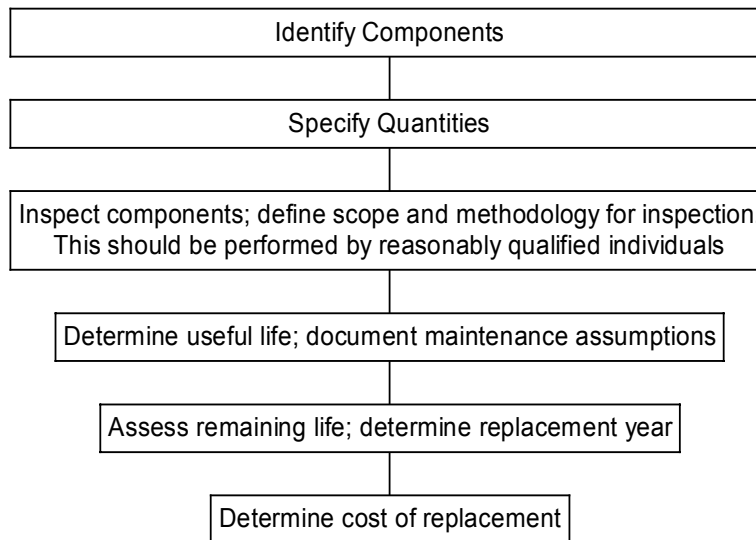 Identify Components
Specify Quantities
Inspect components; define scope and methodology for inspection
This should be performed by reasonably qualified individuals
Determine useful life; document maintenance assumptions
Assess remaining life; determine replacement year
Determine cost of replacement